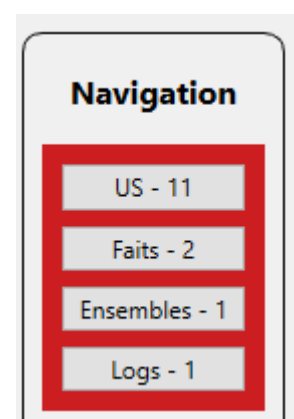 Navigation
US - 11
Faits - 2
Ensembles - 1
Logs - 1